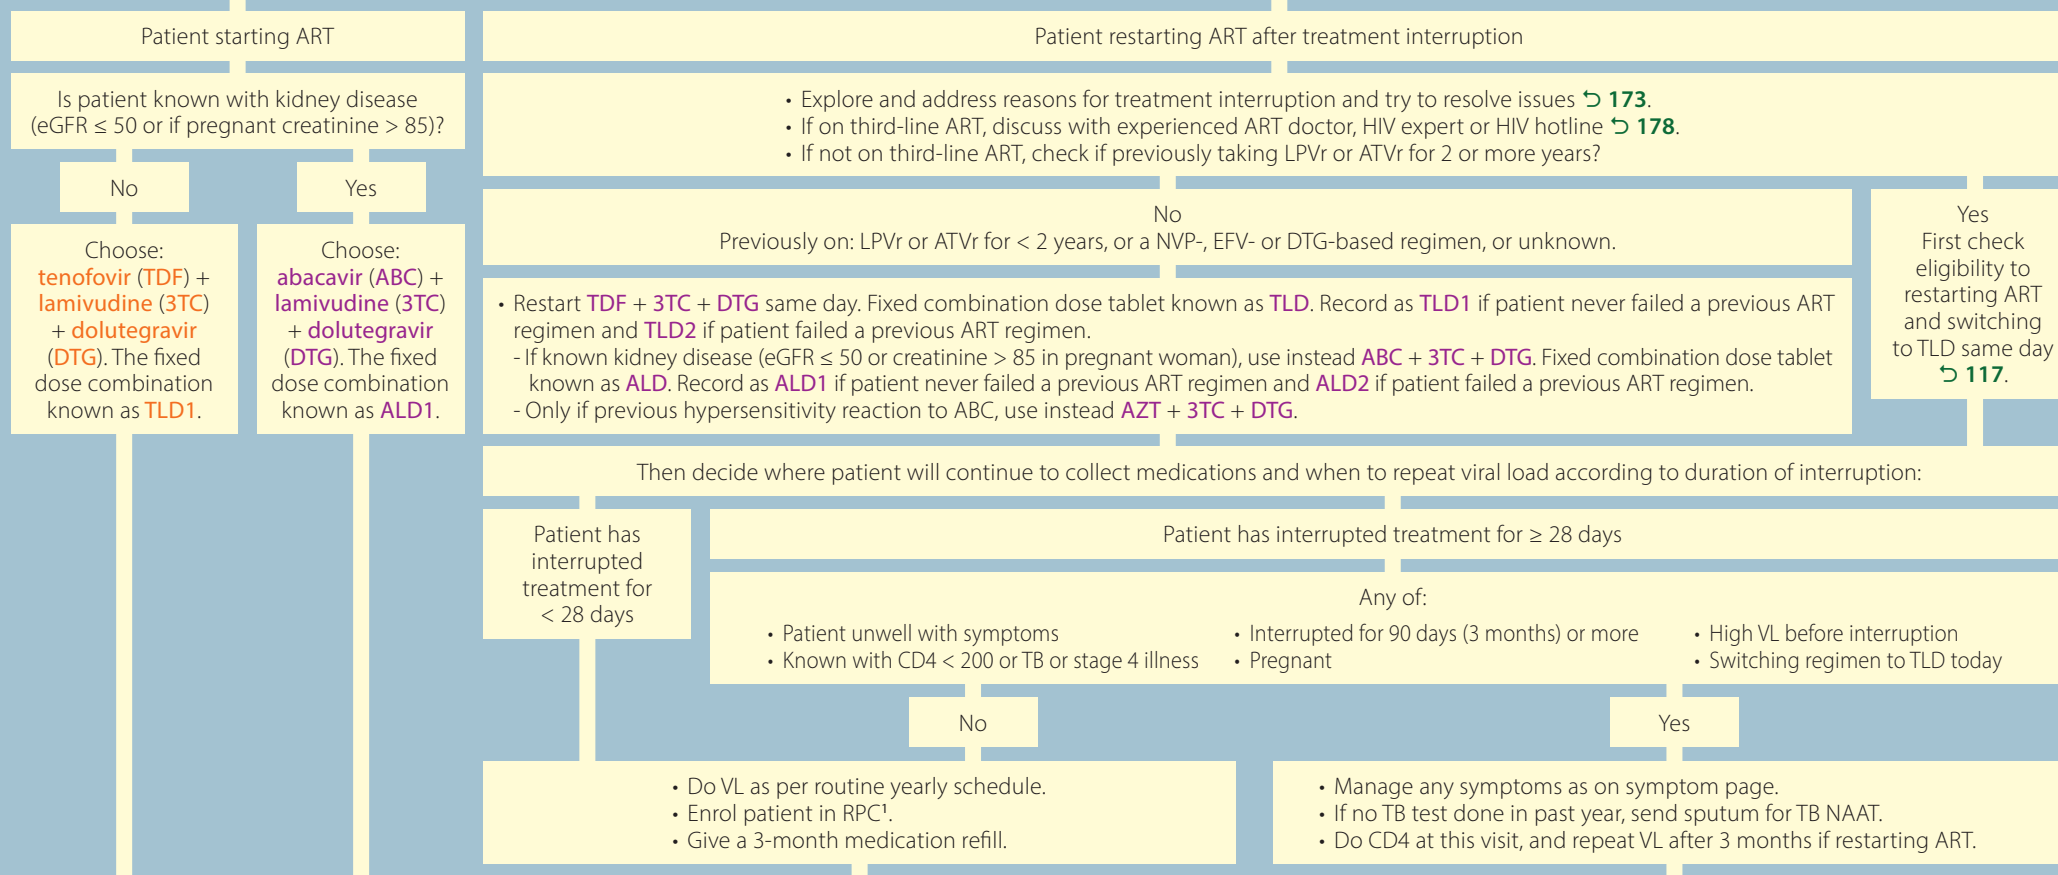 Patient starting ART
Is patient known with kidney disease
(eGFR ≤ 50 or if pregnant creatinine > 85)?
No
Yes
Choose:
tenofovir (TDF) +
lamivudine (3TC)
+ dolutegravir
(DTG). The fixed
dose combination
known as TLD1.
Choose:
abacavir (ABC) +
lamivudine (3TC)
+ dolutegravir
(DTG). The fixed
dose combination
known as ALD1.
Patient restarting ART after treatment interruption
• Explore and address reasons for treatment interruption and try to resolve issues ⮌ 173.
• If on third-line ART, discuss with experienced ART doctor, HIV expert or HIV hotline ⮌ 178.
• If not on third-line ART, check if previously taking LPVr or ATVr for 2 or more years?
No
Previously on: LPVr or ATVr for < 2 years, or a NVP-, EFV- or DTG-based regimen, or unknown.
• Restart TDF + 3TC + DTG same day. Fixed combination dose tablet known as TLD. Record as TLD1 if patient never failed a previous ART
regimen and TLD2 if patient failed a previous ART regimen.
- If known kidney disease (eGFR ≤ 50 or creatinine > 85 in pregnant woman), use instead ABC + 3TC + DTG. Fixed combination dose tablet
known as ALD. Record as ALD1 if patient never failed a previous ART regimen and ALD2 if patient failed a previous ART regimen.
- Only if previous hypersensitivity reaction to ABC, use instead AZT + 3TC + DTG.
Yes
First check
eligibility to
restarting ART
and switching
to TLD same day
⮌ 117.
Then decide where patient will continue to collect medications and when to repeat viral load according to duration of interruption:
Patient has
interrupted
treatment for
< 28 days
Patient has interrupted treatment for ≥ 28 days
Any of:
• Patient unwell with symptoms
• Known with CD4 < 200 or TB or stage 4 illness
• Interrupted for 90 days (3 months) or more
• Pregnant
• High VL before interruption
• Switching regimen to TLD today
No
Yes
• Do VL as per routine yearly schedule.
• Enrol patient in RPC¹.
• Give a 3-month medication refill.
• Manage any symptoms as on symptom page.
• If no TB test done in past year, send sputum for TB NAAT.
• Do CD4 at this visit, and repeat VL after 3 months if restarting ART.